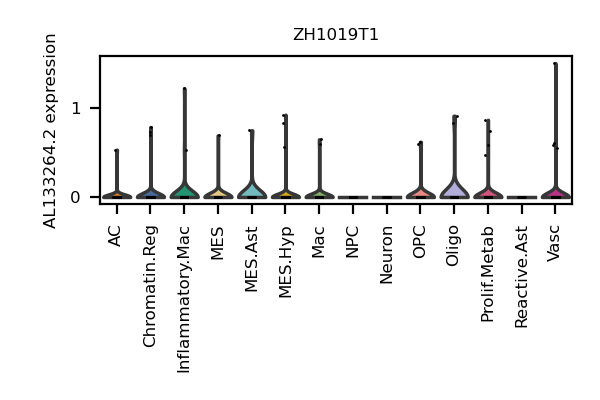 ZH1019T1
AL133264.2 expression
1
0
AC
Chromatin.Reg
Inflammatory.Mac
MES
MES.Ast
MES.Hyp
Mac
NPC
Neuron
OPC
Oligo
Prolif.Metab
Reactive.Ast
Vasc